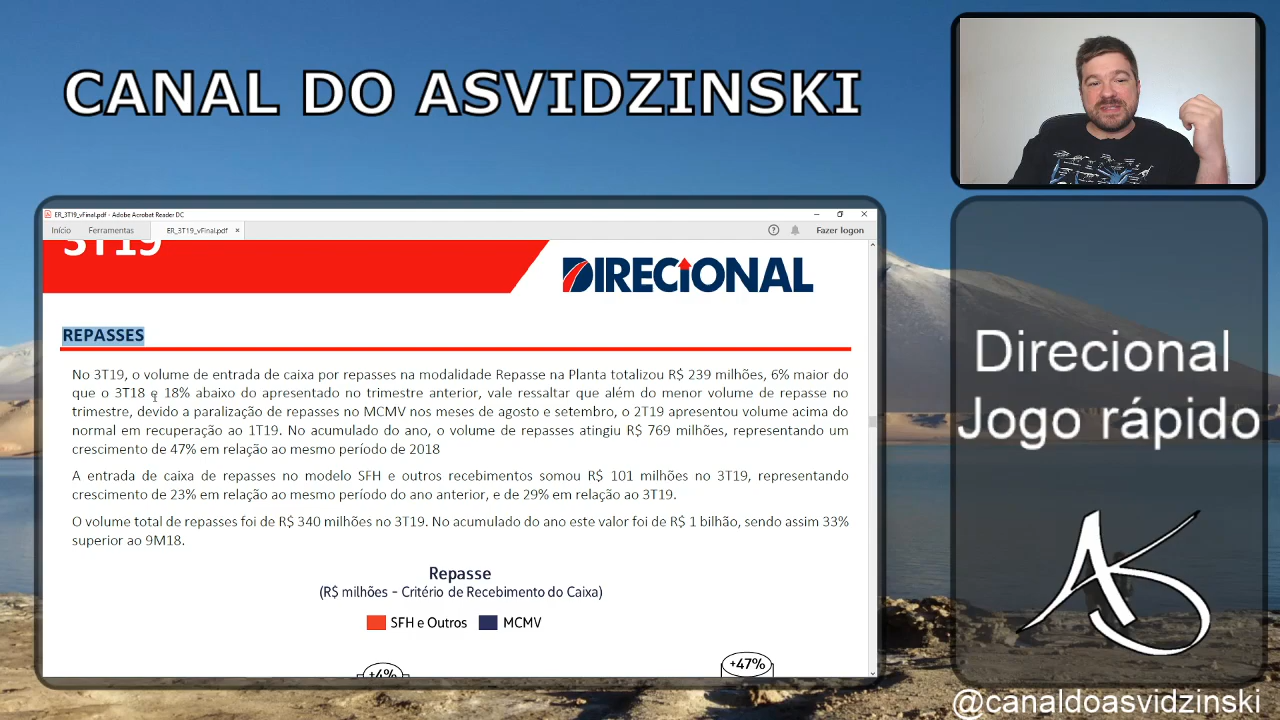 CANAL DO ASVIDZINSKI
ER_3T19_vFinal.pdf - Adobe Acrobat Reader DC
Início
Ferramentas
ER_3T19_vFinal.pdf
Fazer logon
3T19
DIRECIONAL
REPASSES
No 3T19, o volume de entrada de caixa por repasses na modalidade Repasse na Planta totalizou R$ 239 milhões, 6% maior do
que o 3T18 e 18% abaixo do apresentado no trimestre anterior, vale ressaltar que além do menor volume de repasse no
trimestre, devido a paralização de repasses no MCMV nos meses de agosto e setembro, o 2T19 apresentou volume acima do
normal em recuperação ao 1T19. No acumulado do ano, o volume de repasses atingiu R$ 769 milhões, representando um
crescimento de 47% em relação ao mesmo período de 2018
A entrada de caixa de repasses no modelo SFH e outros recebimentos somou R$ 101 milhões no 3T19, representando
crescimento de 23% em relação ao mesmo período do ano anterior, e de 29% em relação ao 3T19.
O volume total de repasses foi de R$ 340 milhões no 3T19. No acumulado do ano este valor foi de R$ 1 bilhão, sendo assim 33%
superior ao 9M18.
Repasse
(R$ milhões - Critério de Recebimento do Caixa)
SFH e Outros
MCMV
+4%
+47%
Direcional
Jogo rápido
@canaldoasvidzinski